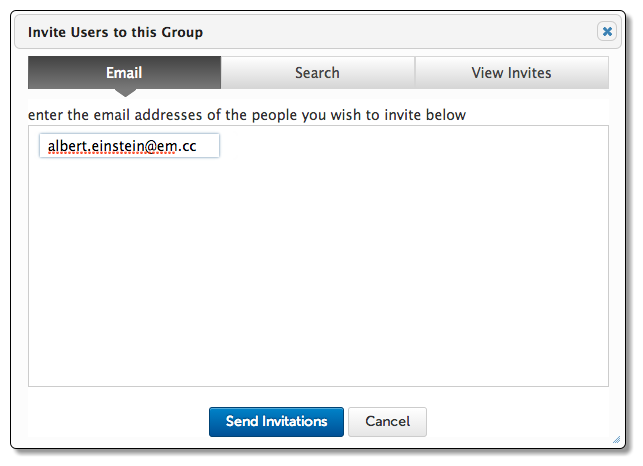 Invite Users to this Group
Email
Search
View Invites
enter the email addresses of the people you wish to invite below
albert.einstein@em.cc
Send Invitations
Cancel